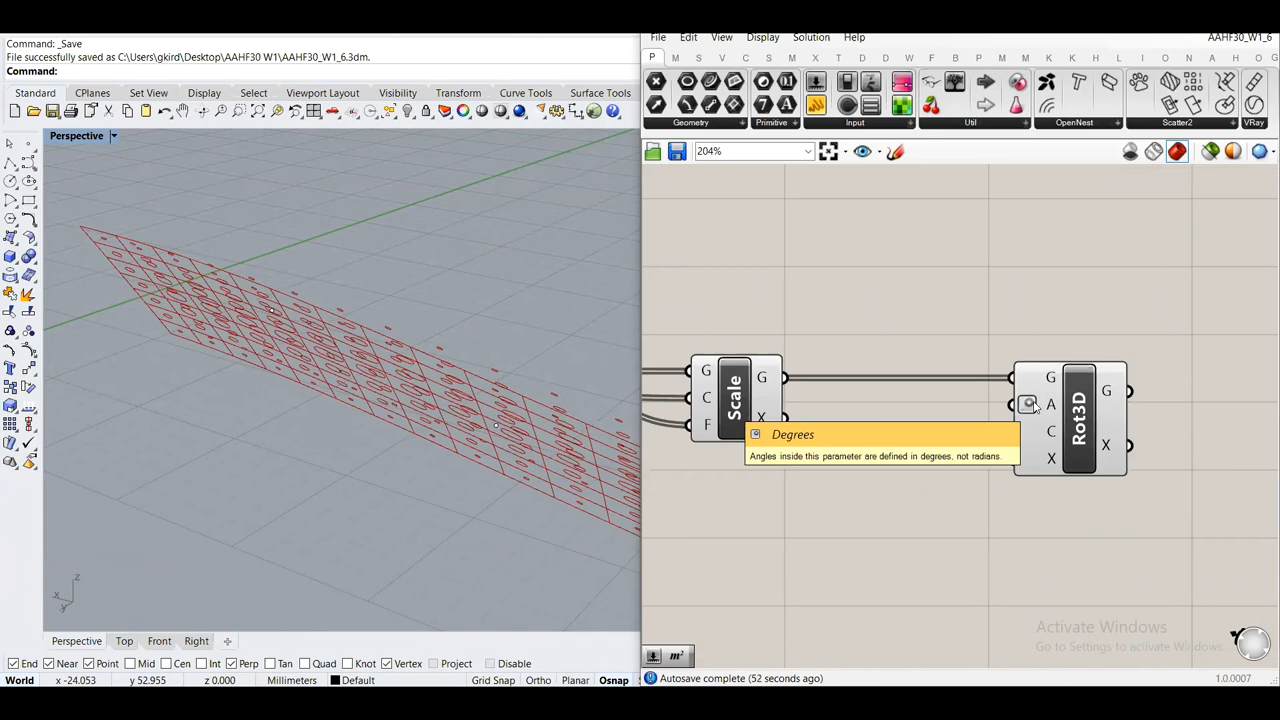 Command: _Save
File successfully saved as C:\Users\gkird\Desktop\AAHF30 W1\AAHF30_W1_6.3dm.
Command:
Standard CPlanes Set View Display Select Viewport Layout Visibility Transform Curve Tools Surface Tools
Perspective
z
x
y
Perspective Top Front Right
End Near Point Mid Cen Int Perp Tan Quad Knot Vertex Project Disable
World x -24.053 y 52.955 z 0.000 Millimeters Default Grid Snap Ortho Planar Osnap
File Edit View Display Solution Help AAHF30_W1_6
P M S V C S M I T X D W F B D M K E A P H L I O V
Geometry Primitive Input Util OpenNest Scatter2 VRay
204%
G C F Scale G X
G A C X Rot3D G X
Degrees
Angles inside this parameter are defined in degrees, not radians.
Activate Windows
Go to Settings to activate Windows.
m²
Autosave complete (52 seconds ago) 1.0.0007